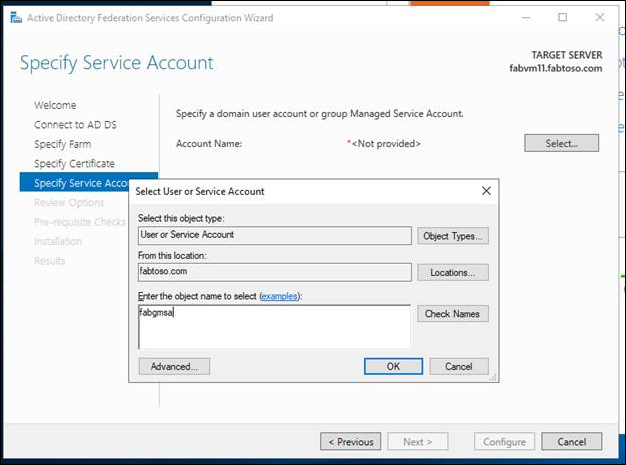 Active Directory Federation Services Configuration Wizard
Specify Service Account
TARGET SERVER
fabvm11.fabtoso.com
Welcome
Connect to AD DS
Specify Farm
Specify Certificate
Specify Service Acco
Review Options
Pre-requisite Checks
Installation
Results
Specify a domain user account or group Managed Service Account.
Account Name: *<Not provided> Select...
Select User or Service Account
Select this object type:
User or Service Account Object Types...
From this location:
fabtoso.com Locations...
Enter the object name to select (examples):
fabgmsa Check Names
Advanced... OK Cancel
< Previous Next > Configure Cancel